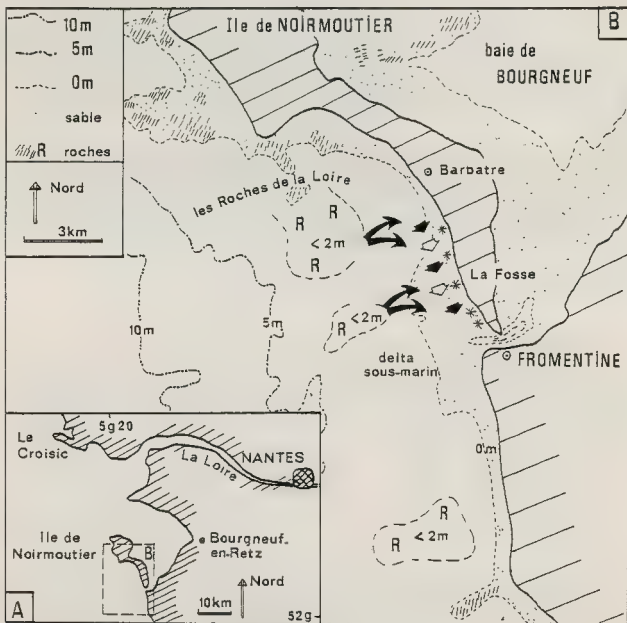 10m
5m
0m
sable
R roches
Nord
3km
Ile de NOIRMOUTIER
B
baie de
BOURGNEUF
Barbatre
les Roches de la Loire
R
R
< 2m
R
La Fosse
10m
5m
R
<2m
FROMENTINE
delta
sous-marin
0m
R
< 2m
R
5g 20
Le
Croisic
La Loire
NANTES
Ile de
Noirmoutier
B
Bourgneuf-
en-Retz
Nord
A
10km
52g